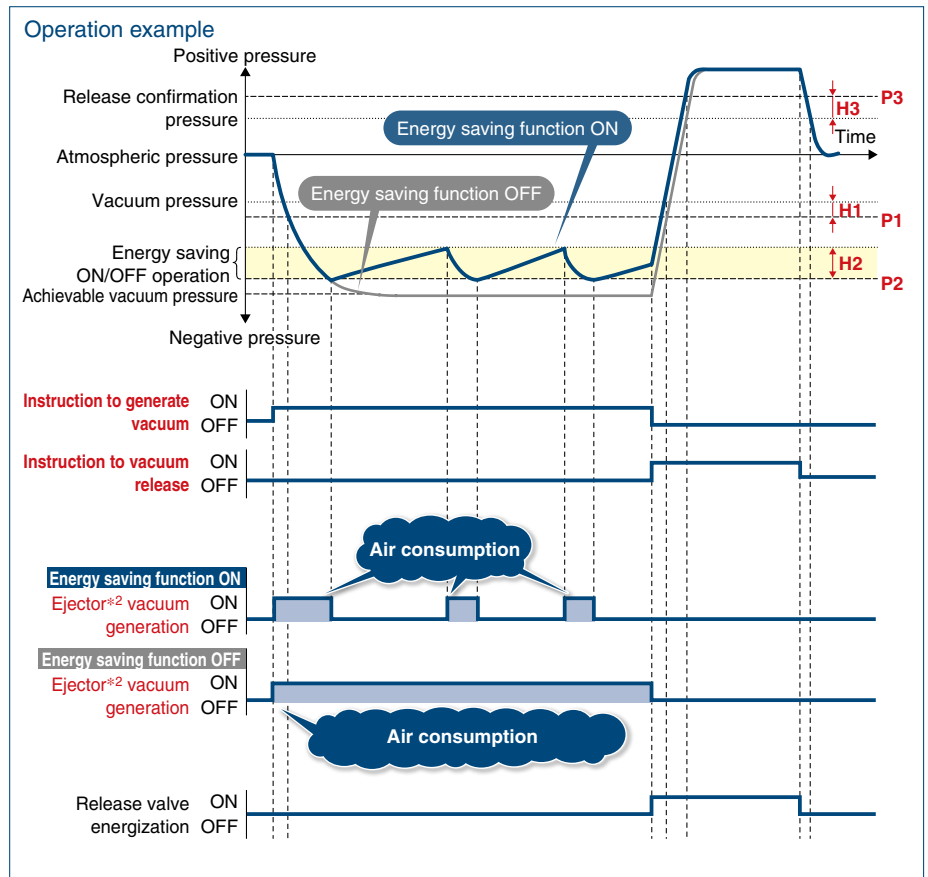 Operation example
Positive pressure
Release confirmation
pressure
P3
H3
Energy saving function ON
Time
Atmospheric pressure
Energy saving function OFF
Vacuum pressure
H1
P1
Energy saving
ON/OFF operation
H2
P2
Achievable vacuum pressure
Negative pressure
Instruction to generate
vacuum
ON
OFF
Instruction to vacuum
release
ON
OFF
Air consumption
Energy saving function ON
Ejector*2 vacuum
generation
ON
OFF
Energy saving function OFF
Ejector*2 vacuum
generation
ON
OFF
Air consumption
Release valve
energization
ON
OFF